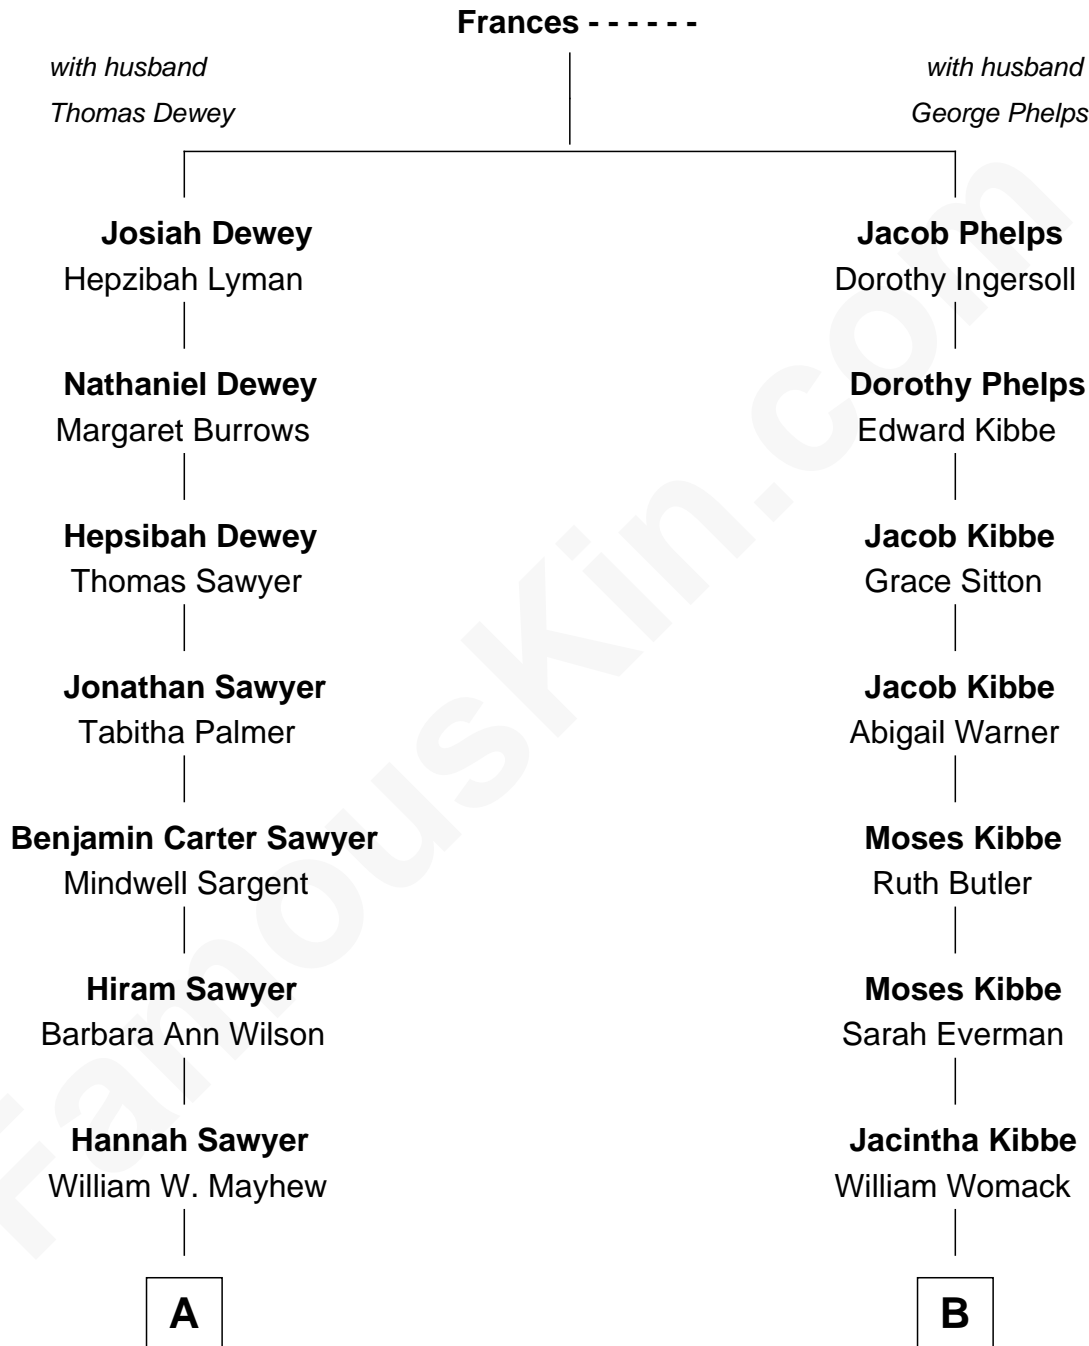 Frances - - - - - -
with husband
Thomas Dewey
with husband
George Phelps
Josiah Dewey
Hepzibah Lyman
Jacob Phelps
Dorothy Ingersoll
Nathaniel Dewey
Margaret Burrows
Dorothy Phelps
Edward Kibbe
Hepsibah Dewey
Thomas Sawyer
Jacob Kibbe
Grace Sitton
Jonathan Sawyer
Tabitha Palmer
Jacob Kibbe
Abigail Warner
Benjamin Carter Sawyer
Mindwell Sargent
Moses Kibbe
Ruth Butler
Hiram Sawyer
Barbara Ann Wilson
Moses Kibbe
Sarah Everman
Hannah Sawyer
William W. Mayhew
Jacintha Kibbe
William Womack
A
B
FamousKin.com